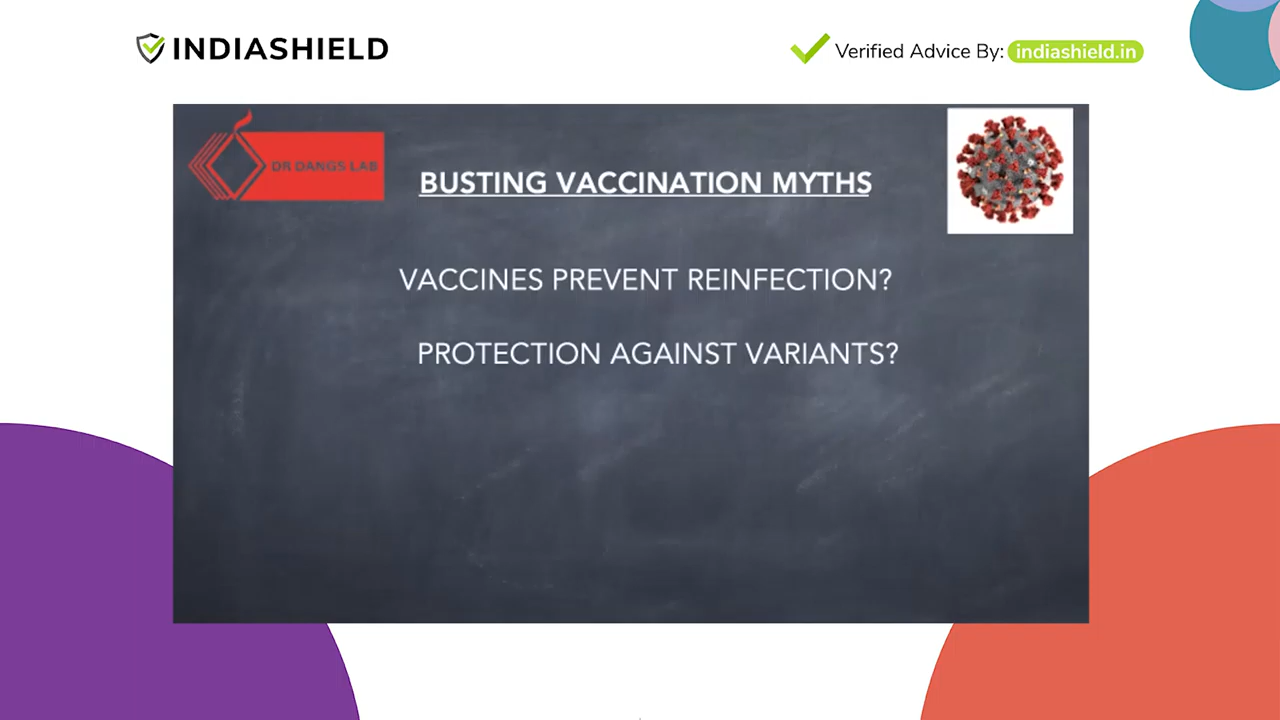 INDIASHIELD
Verified Advice By: indiashield.in
DR DANGS LAB
BUSTING VACCINATION MYTHS
VACCINES PREVENT REINFECTION?
PROTECTION AGAINST VARIANTS?